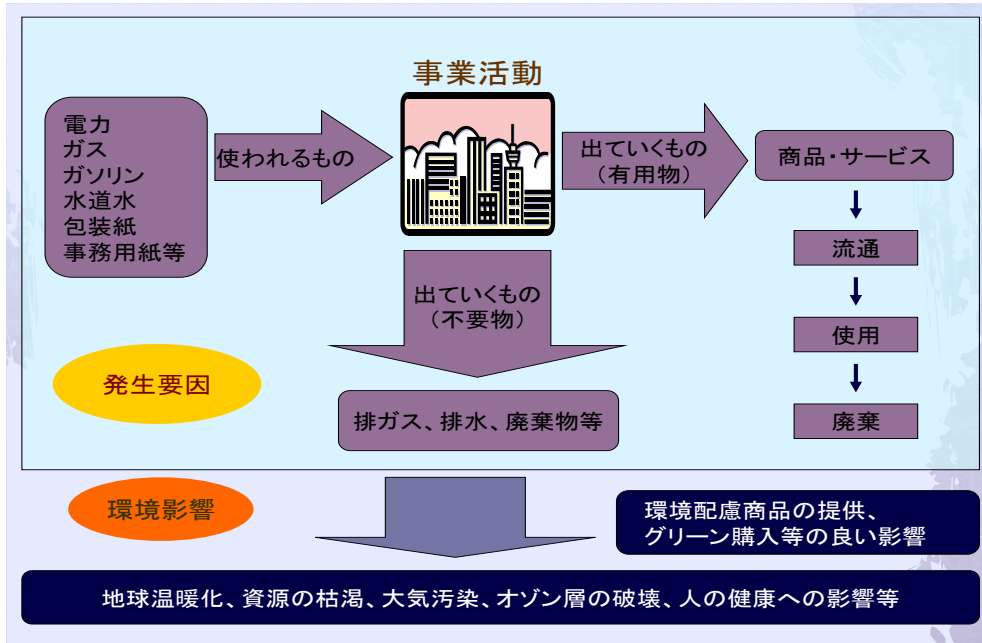 事業活動
電力
ガス
ガソリン
水道水
包装紙
事務用紙等
使われるもの
出ていくもの
（有用物）
商品・サービス
流通
使用
廃棄
出ていくもの
（不要物）
排ガス、排水、廃棄物等
発生要因
環境影響
環境配慮商品の提供、
グリーン購入等の良い影響
地球温暖化、資源の枯渇、大気汚染、オゾン層の破壊、人の健康への影響等